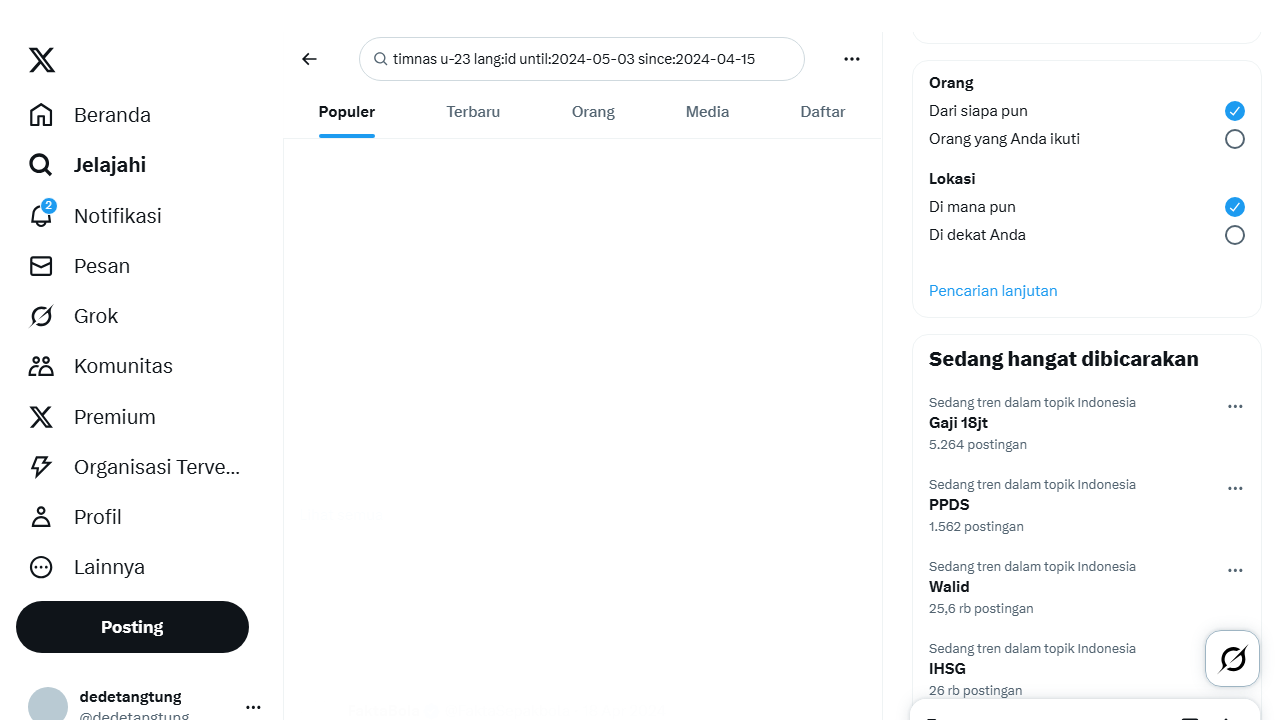 timnas u-23 lang:id until:2024-05-03 since:2024-04-15
Populer
Terbaru
Orang
Media
Daftar
Beranda
Jelajahi
2
Notifikasi
Pesan
Grok
Komunitas
Premium
Organisasi Terve...
Profil
Lainnya
Posting
dedetangtung
@dedetangtung
Orang
Dari siapa pun
Orang yang Anda ikuti
Lokasi
Di mana pun
Di dekat Anda
Pencarian lanjutan
Sedang hangat dibicarakan
Sedang tren dalam topik Indonesia
Gaji 18jt
5.264 postingan
Sedang tren dalam topik Indonesia
PPDS
1.562 postingan
Sedang tren dalam topik Indonesia
Walid
25,6 rb postingan
Sedang tren dalam topik Indonesia
IHSG
26 rb postingan